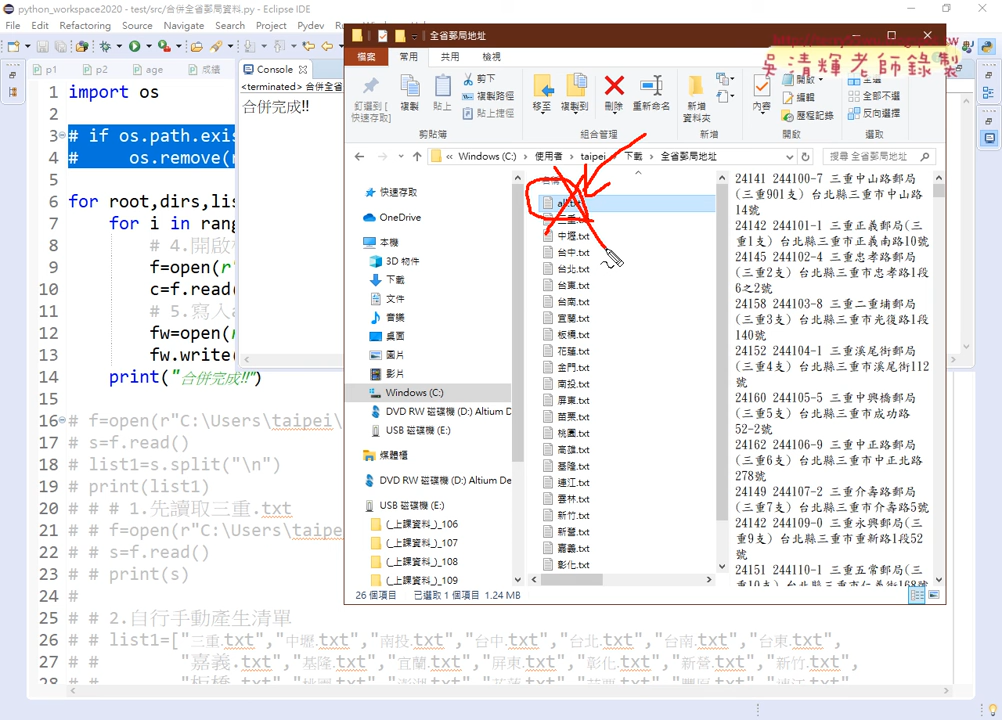 python_workspace2020 - test/src/合併全省郵局資料.py - Eclipse IDE
File Edit Refactoring Source Navigate Search Project Pydev
p1 p2 age 成績
Console
<terminated> 合併全省
合併完成!!
1 import os
2
3 # if os.path.exis
4 # os.remove(r
5
6 for root,dirs,lis
7 for i in rang
8 # 4.開啟
9 f=open(r'
10 c=f.read(
11 # 5.寫入a
12 fw=open(r
13 fw.write(
14 print("合併完成!!")
15
16 # f=open(r"C:\Users\taipei\
17 # s=f.read()
18 # list1=s.split("\n")
19 # print(list1)
20 # # # 1.先讀取三重.txt
21 # # f=open(r"C:\Users\taipe
22 # # s=f.read()
23 # # print(s)
24 #
25 # # 2.自行手動產生清單
26 # # list1=["三重.txt","中壢.txt","南投.txt","台中.txt","台北.txt","台南.txt","台東.txt",
27 # # "嘉義.txt","基隆.txt","宜蘭.txt","屏東.txt","彰化.txt","新營.txt","新竹.txt",
28 # #
全省郵局地址
吳清輝老師錄製
檔案 常用 共用 檢視
釘選到 [快速存取]
複製
貼上
剪下
複製路徑
貼上捷徑
移至 複製到 刪除 重新命名
新增資料夾
內容
開啟
編輯
歷程記錄
全選
全部不選
反向選擇
剪貼簿 組合管理 新增 開啟 選取
« Windows (C:) › 使用者 › taipei › 下載 › 全省郵局地址
搜尋 全省郵局地址
快速存取
OneDrive
本機
3D 物件
下載
文件
音樂
桌面
圖片
影片
Windows (C:)
DVD RW 磁碟機 (D:) Altium D
USB 磁碟機 (E:)
媒體櫃
DVD RW 磁碟機 (D:) Altium De
USB 磁碟機 (E:)
(_上課資料_)_106
(_上課資料_)_107
(_上課資料_)_108
(_上課資料_)_109
名稱
all.txt
三重.txt
中壢.txt
台中.txt
台北.txt
台東.txt
台南.txt
宜蘭.txt
板橋.txt
花蓮.txt
金門.txt
南投.txt
屏東.txt
苗栗.txt
桃園.txt
高雄.txt
基隆.txt
連江.txt
雲林.txt
新竹.txt
新營.txt
嘉義.txt
彰化.txt
24141 244100-7 三重中山路郵局
(三重901支) 台北縣三重市中山路
14號
24142 244101-1 三重正義郵局(三
重1支) 台北縣三重市正義南路10號
24145 244102-4 三重忠孝路郵局
(三重2支) 台北縣三重市忠孝路1段
6之2號
24158 244103-8 三重二重埔郵局
(三重3支) 台北縣三重市光復路1段
140號
24152 244104-1 三重溪尾街郵局
(三重4支) 台北縣三重市溪尾街112
號
24160 244105-5 三重中興橋郵局
(三重5支) 台北縣三重市成功路
52-2號
24162 244106-9 三重中正路郵局
(三重6支) 台北縣三重市中正北路
278號
24149 244107-2 三重介壽路郵局
(三重7支) 台北縣三重市介壽路5號
24142 244109-0 三重永興郵局(三
重9支) 台北縣三重市重新路1段52
號
24151 244110-1 三重五常郵局(三
重10支) 台北縣三重市仁義街168號
26 個項目 已選取 1 個項目 1.24 MB